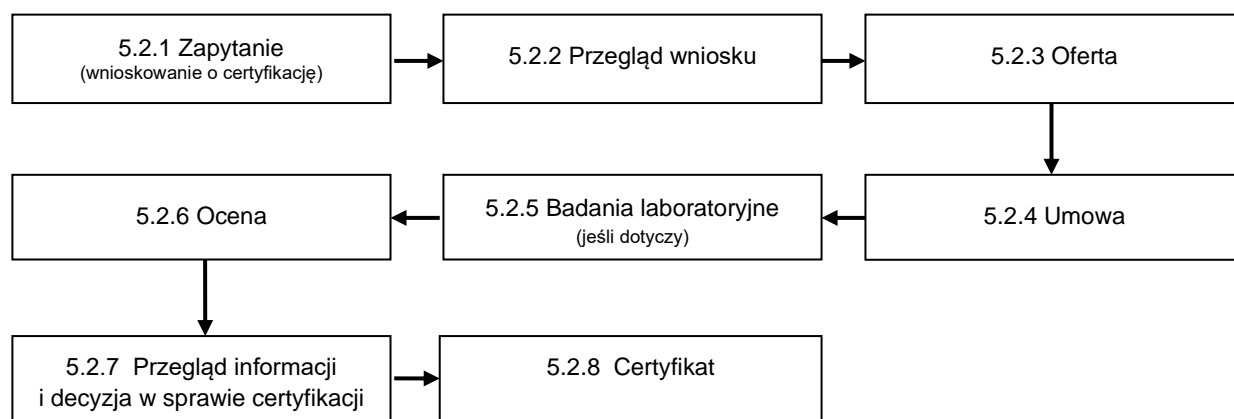 5.2.1 Zapytanie
(wnioskowanie o certyfikację)
5.2.2 Przegląd wniosku
5.2.3 Oferta
5.2.4 Umowa
5.2.5 Badania laboratoryjne
(jeśli dotyczy)
5.2.6 Ocena
5.2.7 Przegląd informacji
i decyzja w sprawie certyfikacji
5.2.8 Certyfikat